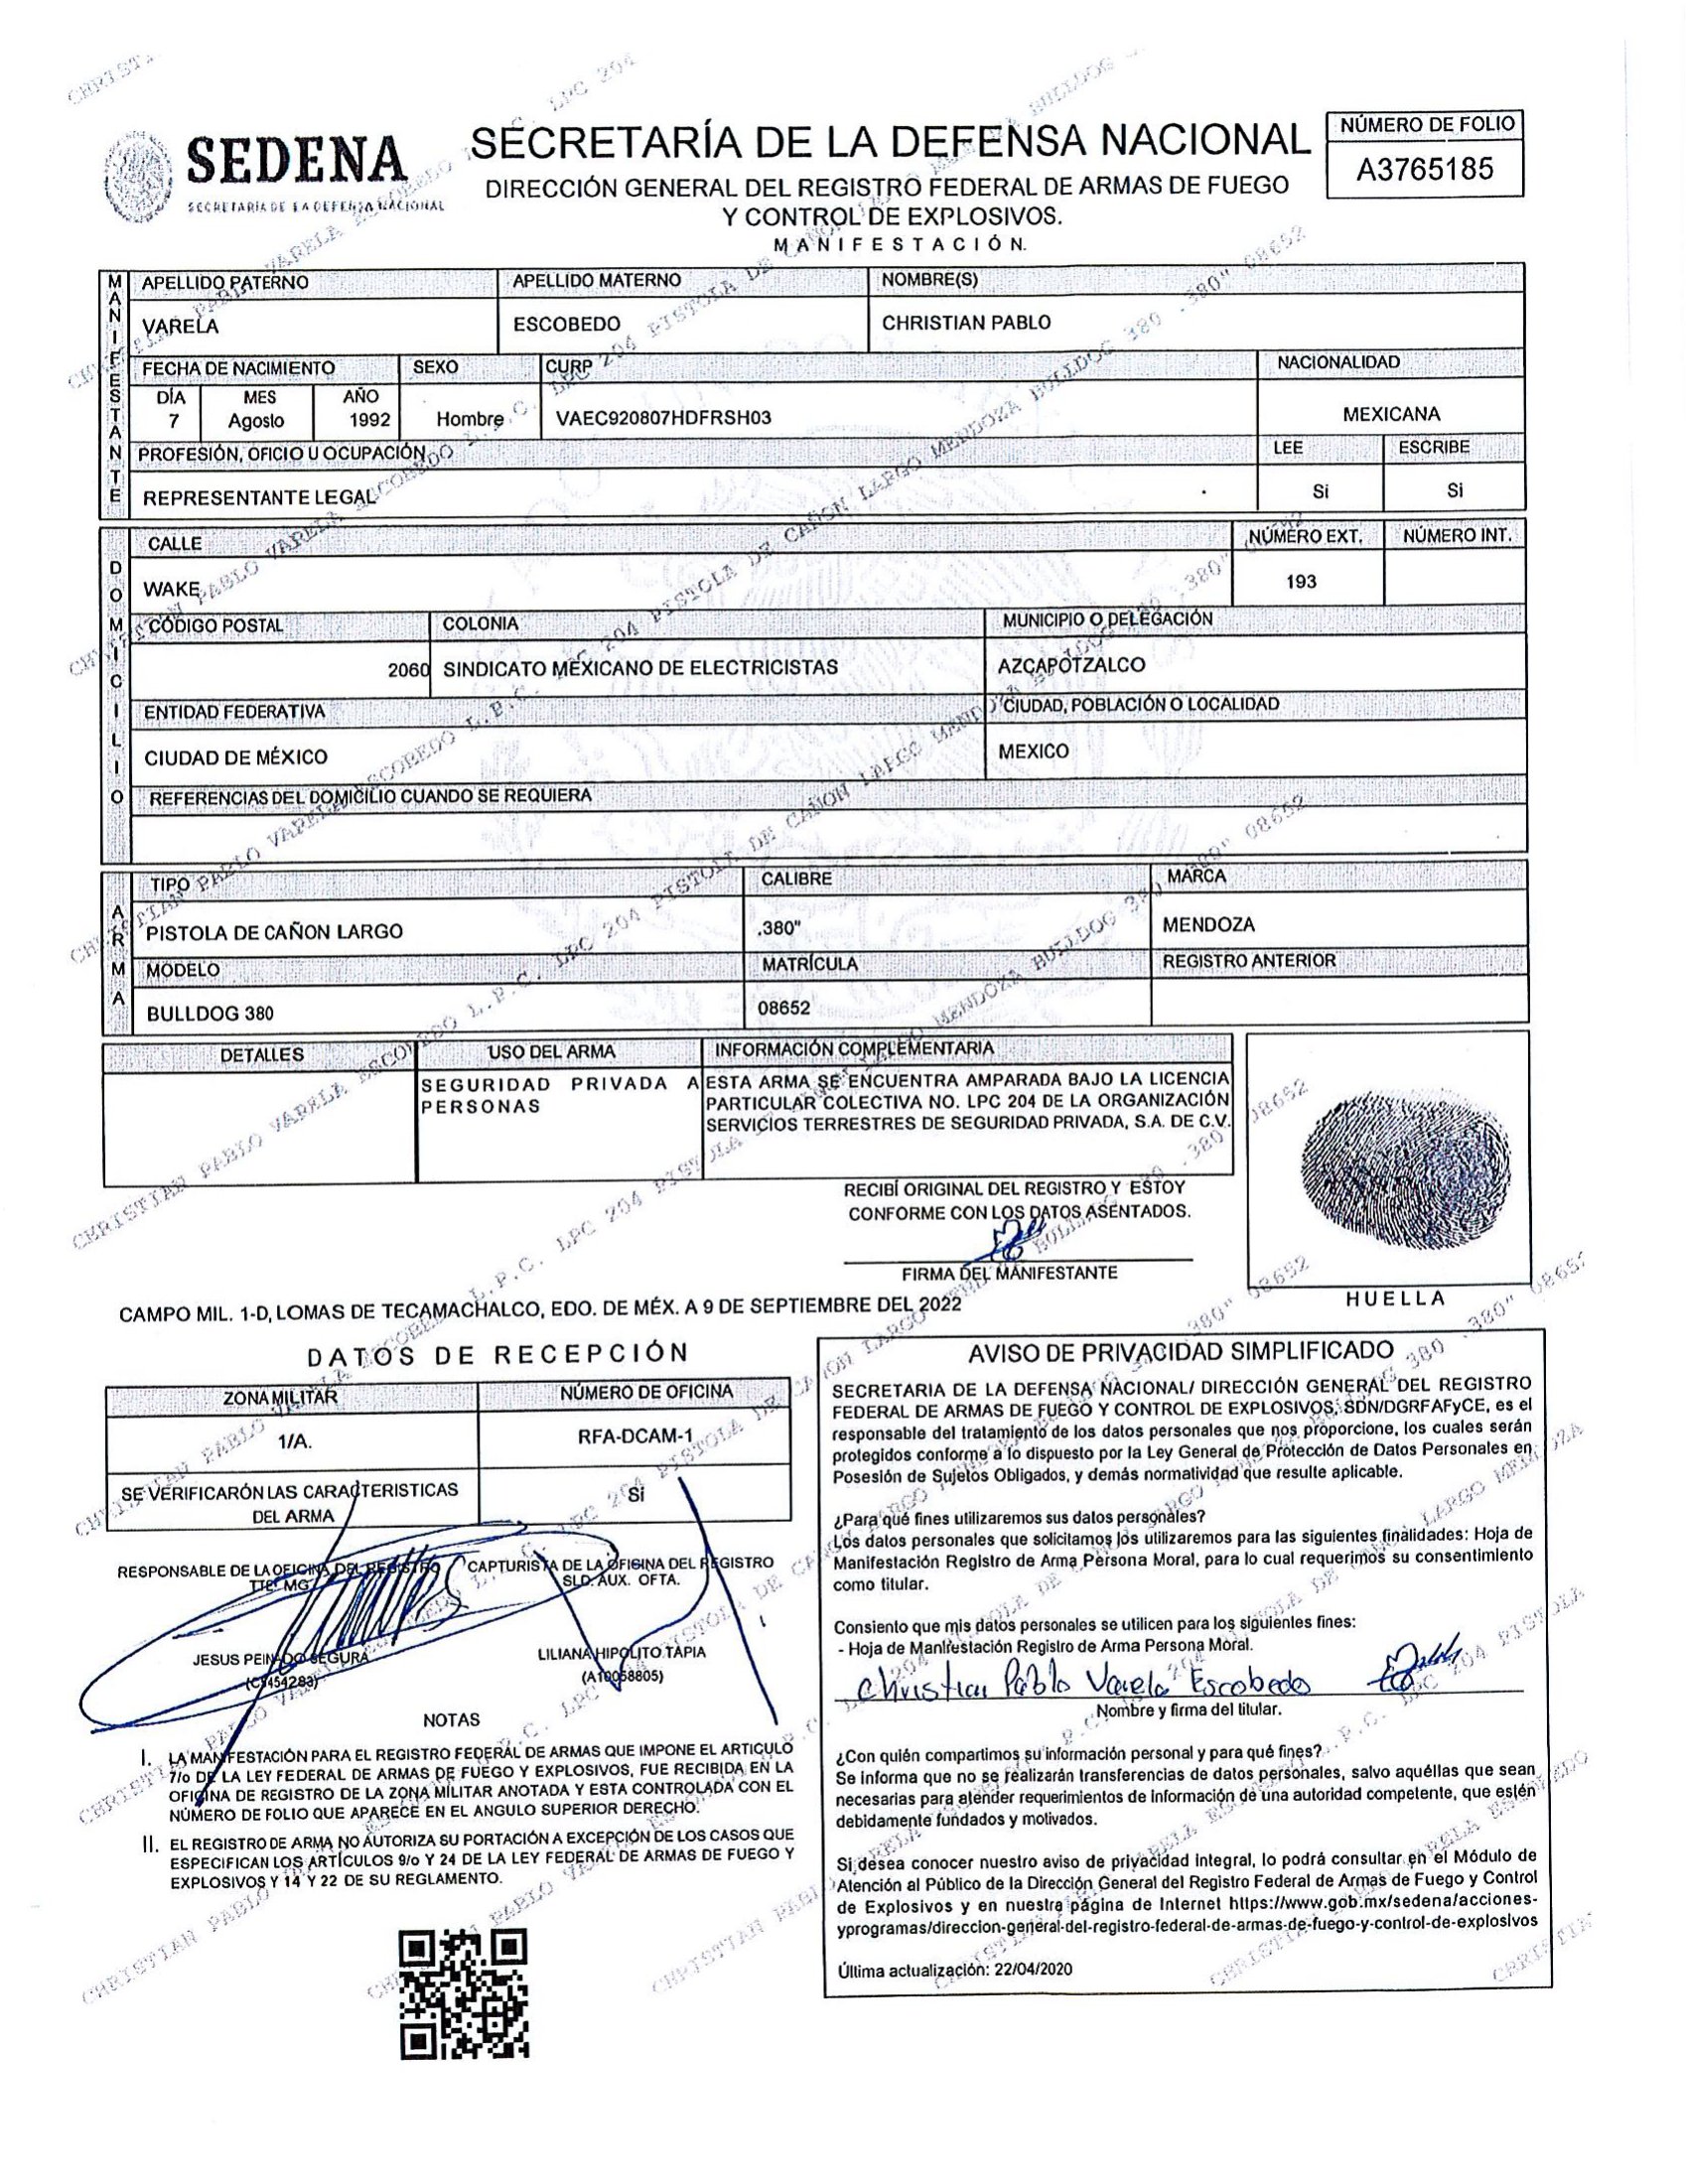 SEDENA
SECRETARÍA DE LA DEFENSA NACIONAL
SECRETARÍA DE LA DEFENSA NACIONAL
DIRECCIÓN GENERAL DEL REGISTRO FEDERAL DE ARMAS DE FUEGO
Y CONTROL DE EXPLOSIVOS.
MANIFESTACIÓN.
NÚMERO DE FOLIO
A3765185
MANIFESTANTE
APELLIDO PATERNO APELLIDO MATERNO NOMBRE(S)
VARELA ESCOBEDO CHRISTIAN PABLO
FECHA DE NACIMIENTO SEXO CURP NACIONALIDAD
DÍA MES AÑO
7 Agosto 1992 Hombre VAEC920807HDFRSH03 MEXICANA
PROFESIÓN, OFICIO U OCUPACIÓN LEE ESCRIBE
REPRESENTANTE LEGAL Si Si
DOMICILIO
CALLE NÚMERO EXT. NÚMERO INT.
WAKE 193
CÓDIGO POSTAL COLONIA MUNICIPIO O DELEGACIÓN
2060 SINDICATO MEXICANO DE ELECTRICISTAS AZCAPOTZALCO
ENTIDAD FEDERATIVA CIUDAD, POBLACIÓN O LOCALIDAD
CIUDAD DE MÉXICO MEXICO
REFERENCIAS DEL DOMICILIO CUANDO SE REQUIERA
ARMA
TIPO CALIBRE MARCA
PISTOLA DE CAÑON LARGO .380" MENDOZA
MODELO MATRÍCULA REGISTRO ANTERIOR
BULLDOG 380 08652
DETALLES USO DEL ARMA INFORMACIÓN COMPLEMENTARIA
SEGURIDAD PRIVADA A
PERSONAS
ESTA ARMA SE ENCUENTRA AMPARADA BAJO LA LICENCIA
PARTICULAR COLECTIVA NO. LPC 204 DE LA ORGANIZACIÓN
SERVICIOS TERRESTRES DE SEGURIDAD PRIVADA, S.A. DE C.V.
RECIBÍ ORIGINAL DEL REGISTRO Y ESTOY
CONFORME CON LOS DATOS ASENTADOS.
FIRMA DEL MANIFESTANTE
HUELLA
CAMPO MIL. 1-D, LOMAS DE TECAMACHALCO, EDO. DE MÉX. A 9 DE SEPTIEMBRE DEL 2022
DATOS DE RECEPCIÓN
ZONA MILITAR NÚMERO DE OFICINA
1/A. RFA-DCAM-1
SE VERIFICARÓN LAS CARACTERISTICAS
DEL ARMA
Si
RESPONSABLE DE LA OFICINA DEL REGISTRO
TTE. MG.
JESUS PEINADO SEGURA
CAPTURISTA DE LA OFICINA DEL REGISTRO
SLD. AUX. OFTA.
LILIANA HIPOLITO TAPIA
(A10058805)
NOTAS
I. LA MANIFESTACIÓN PARA EL REGISTRO FEDERAL DE ARMAS QUE IMPONE EL ARTICULO
7/o DE LA LEY FEDERAL DE ARMAS DE FUEGO Y EXPLOSIVOS, FUE RECIBIDA EN LA
OFICINA DE REGISTRO DE LA ZONA MILITAR ANOTADA Y ESTA CONTROLADA CON EL
NÚMERO DE FOLIO QUE APARECE EN EL ANGULO SUPERIOR DERECHO.
II. EL REGISTRO DE ARMA NO AUTORIZA SU PORTACIÓN A EXCEPCIÓN DE LOS CASOS QUE
ESPECIFICAN LOS ARTÍCULOS 9/o Y 24 DE LA LEY FEDERAL DE ARMAS DE FUEGO Y
EXPLOSIVOS Y 14 Y 22 DE SU REGLAMENTO.
AVISO DE PRIVACIDAD SIMPLIFICADO
SECRETARIA DE LA DEFENSA NACIONAL/ DIRECCIÓN GENERAL DEL REGISTRO
FEDERAL DE ARMAS DE FUEGO Y CONTROL DE EXPLOSIVOS, SDN/DGRFAFyCE, es el
responsable del tratamiento de los datos personales que nos proporcione, los cuales serán
protegidos conforme a lo dispuesto por la Ley General de Protección de Datos Personales en
Posesión de Sujetos Obligados, y demás normatividad que resulte aplicable.
¿Para qué fines utilizaremos sus datos personales?
Los datos personales que solicitamos los utilizaremos para las siguientes finalidades: Hoja de
Manifestación Registro de Arma Persona Moral, para lo cual requerimos su consentimiento
como titular.
Consiento que mis datos personales se utilicen para los siguientes fines:
- Hoja de Manifestación Registro de Arma Persona Moral.
Christian Pablo Varela Escobedo
Nombre y firma del titular.
¿Con quién compartimos su información personal y para qué fines?
Se informa que no se realizarán transferencias de datos personales, salvo aquéllas que sean
necesarias para atender requerimientos de Información de una autoridad competente, que estén
debidamente fundados y motivados.
Si desea conocer nuestro aviso de privacidad integral, lo podrá consultar en el Módulo de
Atención al Público de la Dirección General del Registro Federal de Armas de Fuego y Control
de Explosivos y en nuestra página de Internet https://www.gob.mx/sedena/acciones-
yprogramas/direccion-general-del-registro-federal-de-armas-de-fuego-y-control-de-explosivos
Última actualización: 22/04/2020